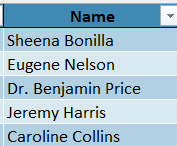 Name
Sheena Bonilla
Eugene Nelson
Dr. Benjamin Price
Jeremy Harris
Caroline Collins